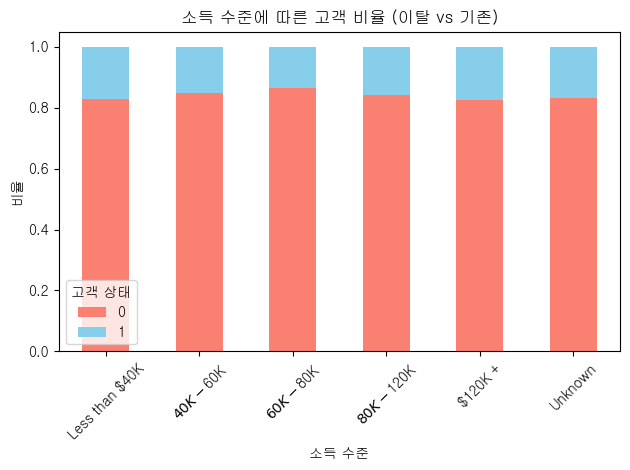 소득 수준에 따른 고객 비율 (이탈 vs 기존)
비율
1.0
0.8
0.6
0.4
0.2
0.0
고객 상태
0
1
Less than $40K
40K − 60K
60K − 80K
80K − 120K
$120K +
Unknown
소득 수준